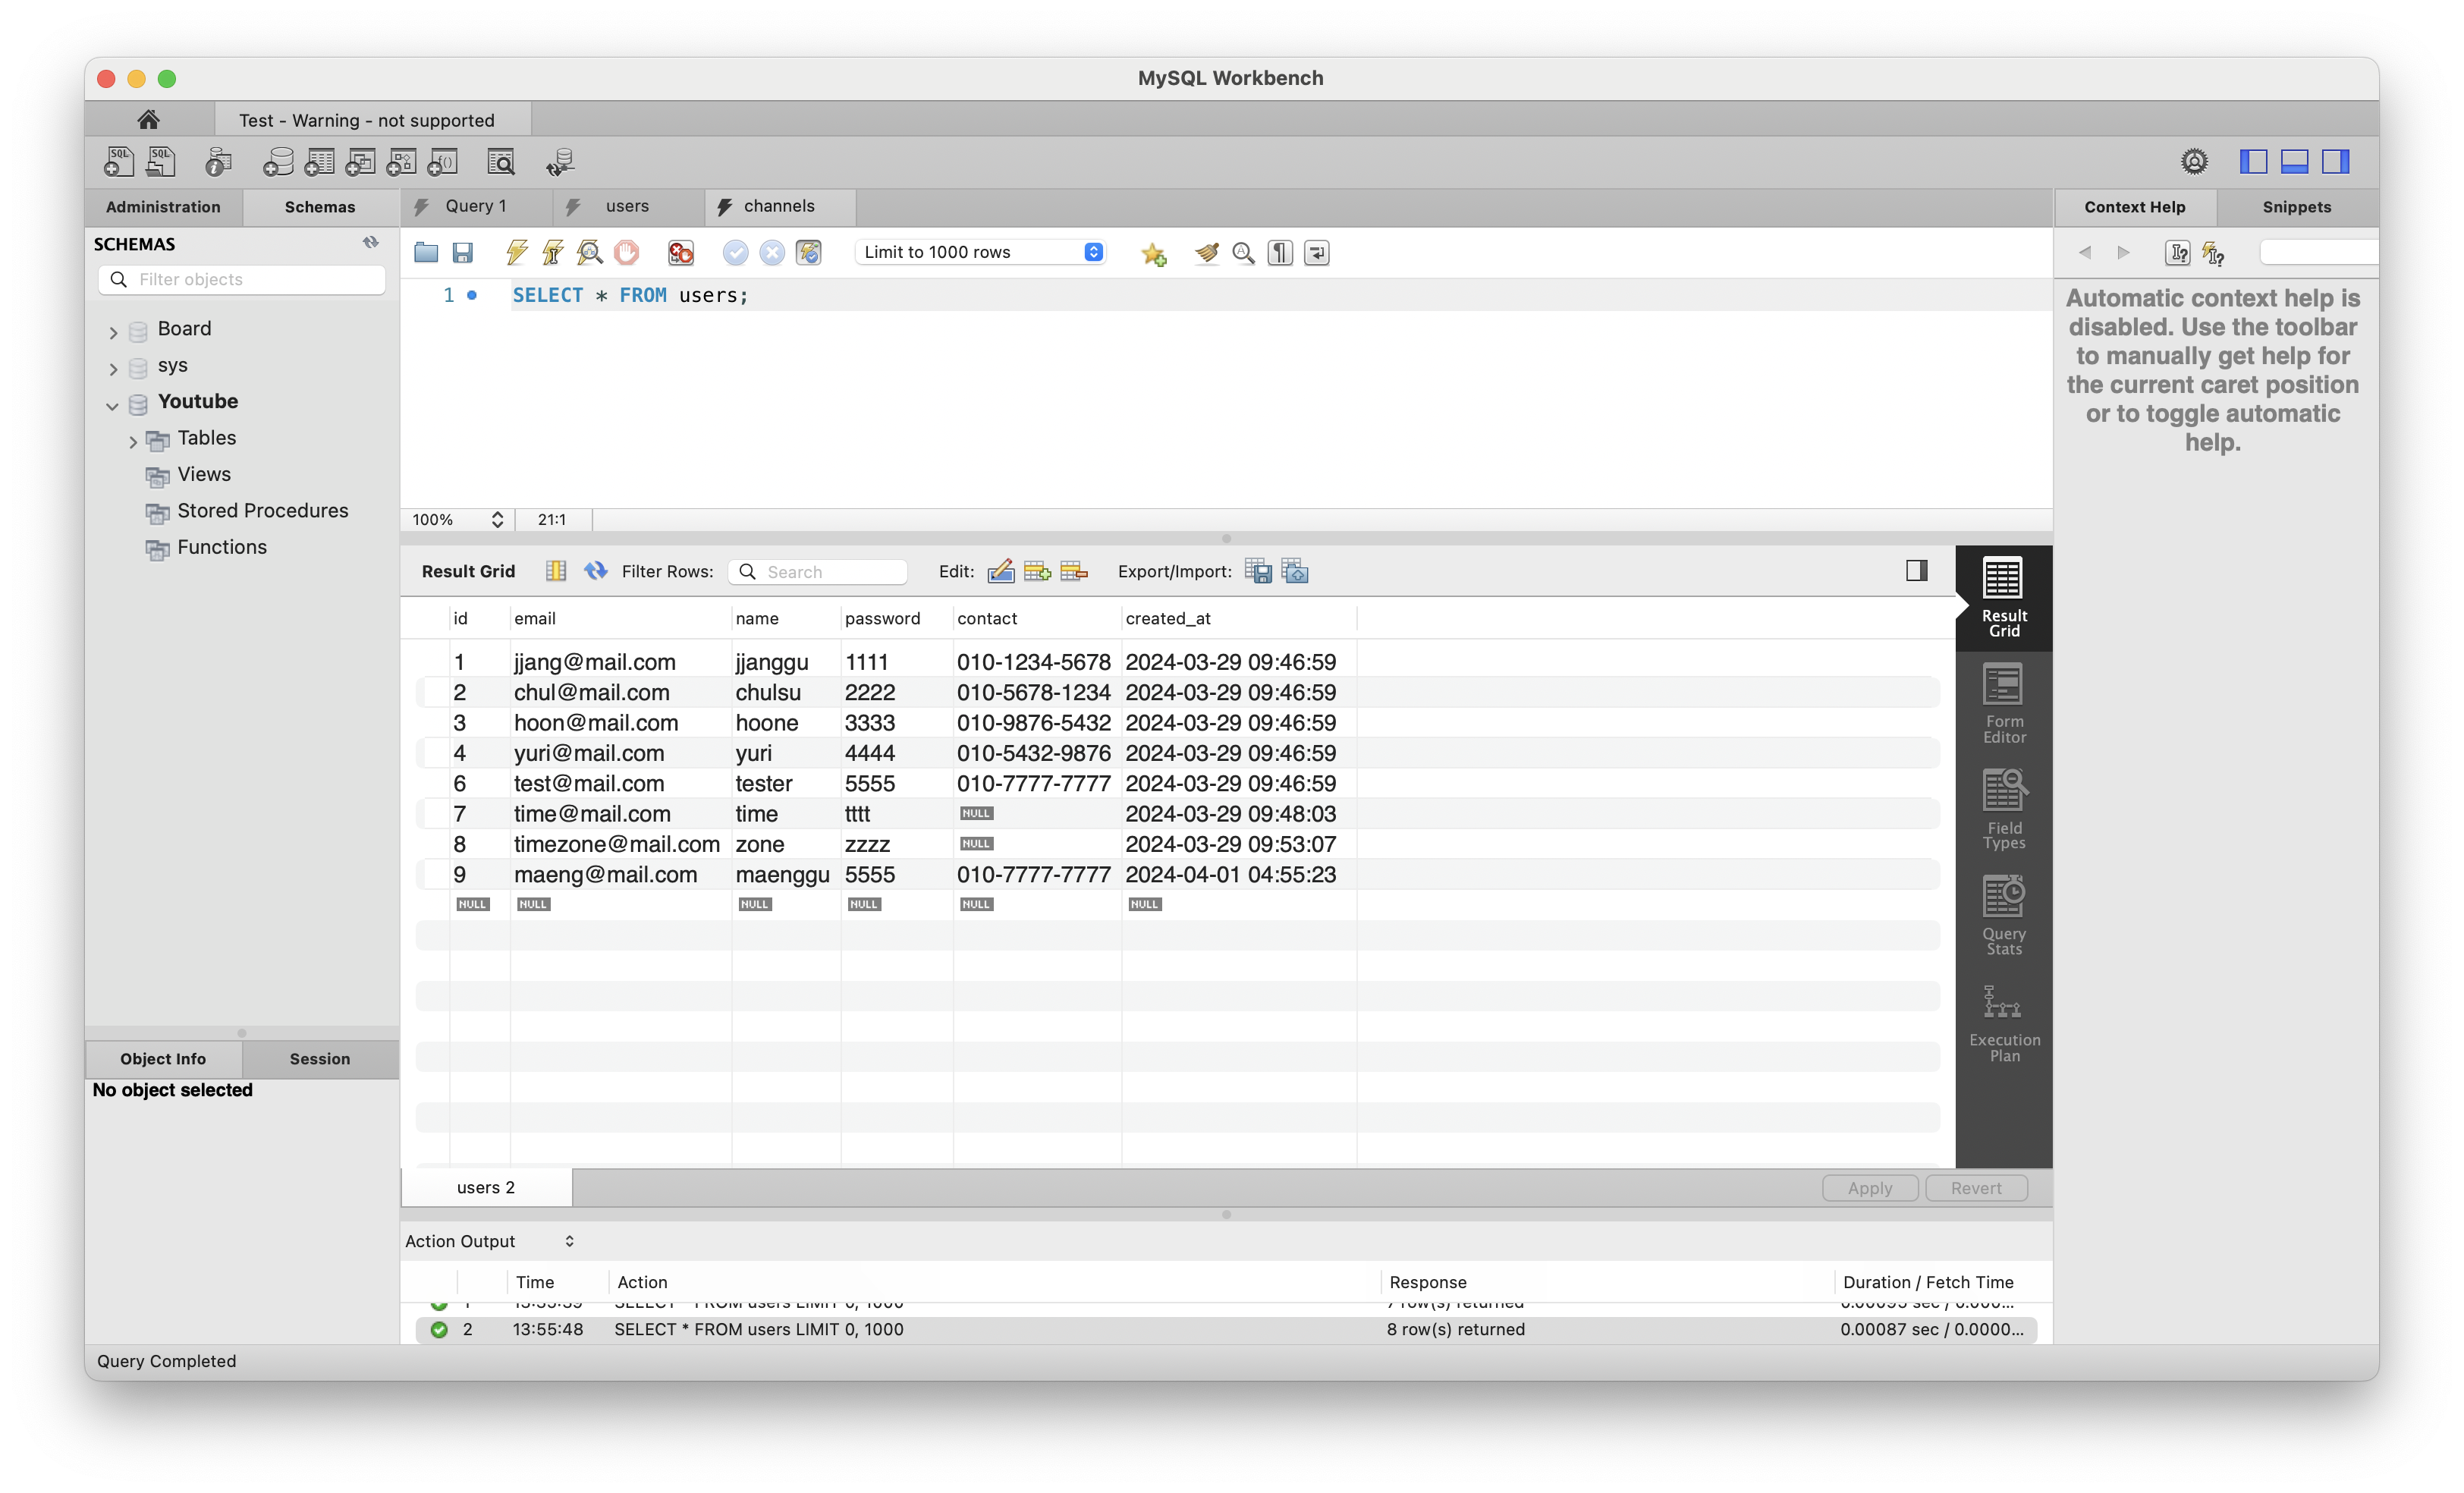 MySQL Workbench
Test - Warning - not supported
Administration
Schemas
SCHEMAS
Filter objects
Board
sys
Youtube
Tables
Views
Stored Procedures
Functions
Object Info
Session
No object selected
Query 1
users
channels
Limit to 1000 rows
1 SELECT * FROM users;
100%
21:1
Result Grid
Filter Rows:
Search
Edit:
Export/Import:
id email name password contact created_at
1 jjang@mail.com jjanggu 1111 010-1234-5678 2024-03-29 09:46:59
2 chul@mail.com chulsu 2222 010-5678-1234 2024-03-29 09:46:59
3 hoon@mail.com hoone 3333 010-9876-5432 2024-03-29 09:46:59
4 yuri@mail.com yuri 4444 010-5432-9876 2024-03-29 09:46:59
6 test@mail.com tester 5555 010-7777-7777 2024-03-29 09:46:59
7 time@mail.com time tttt NULL 2024-03-29 09:48:03
8 timezone@mail.com zone zzzz NULL 2024-03-29 09:53:07
9 maeng@mail.com maenggu 5555 010-7777-7777 2024-04-01 04:55:23
NULL NULL NULL NULL NULL NULL
Result
Grid
Form
Editor
Field
Types
Query
Stats
Execution
Plan
users 2
Apply
Revert
Action Output
Time Action Response Duration / Fetch Time
SELECT * FROM users LIMIT 0, 1000 7 row(s) returned
2 13:55:48 SELECT * FROM users LIMIT 0, 1000 8 row(s) returned 0.00087 sec / 0.0000...
Query Completed
Context Help
Snippets
Automatic context help is
disabled. Use the toolbar
to manually get help for
the current caret position
or to toggle automatic
help.